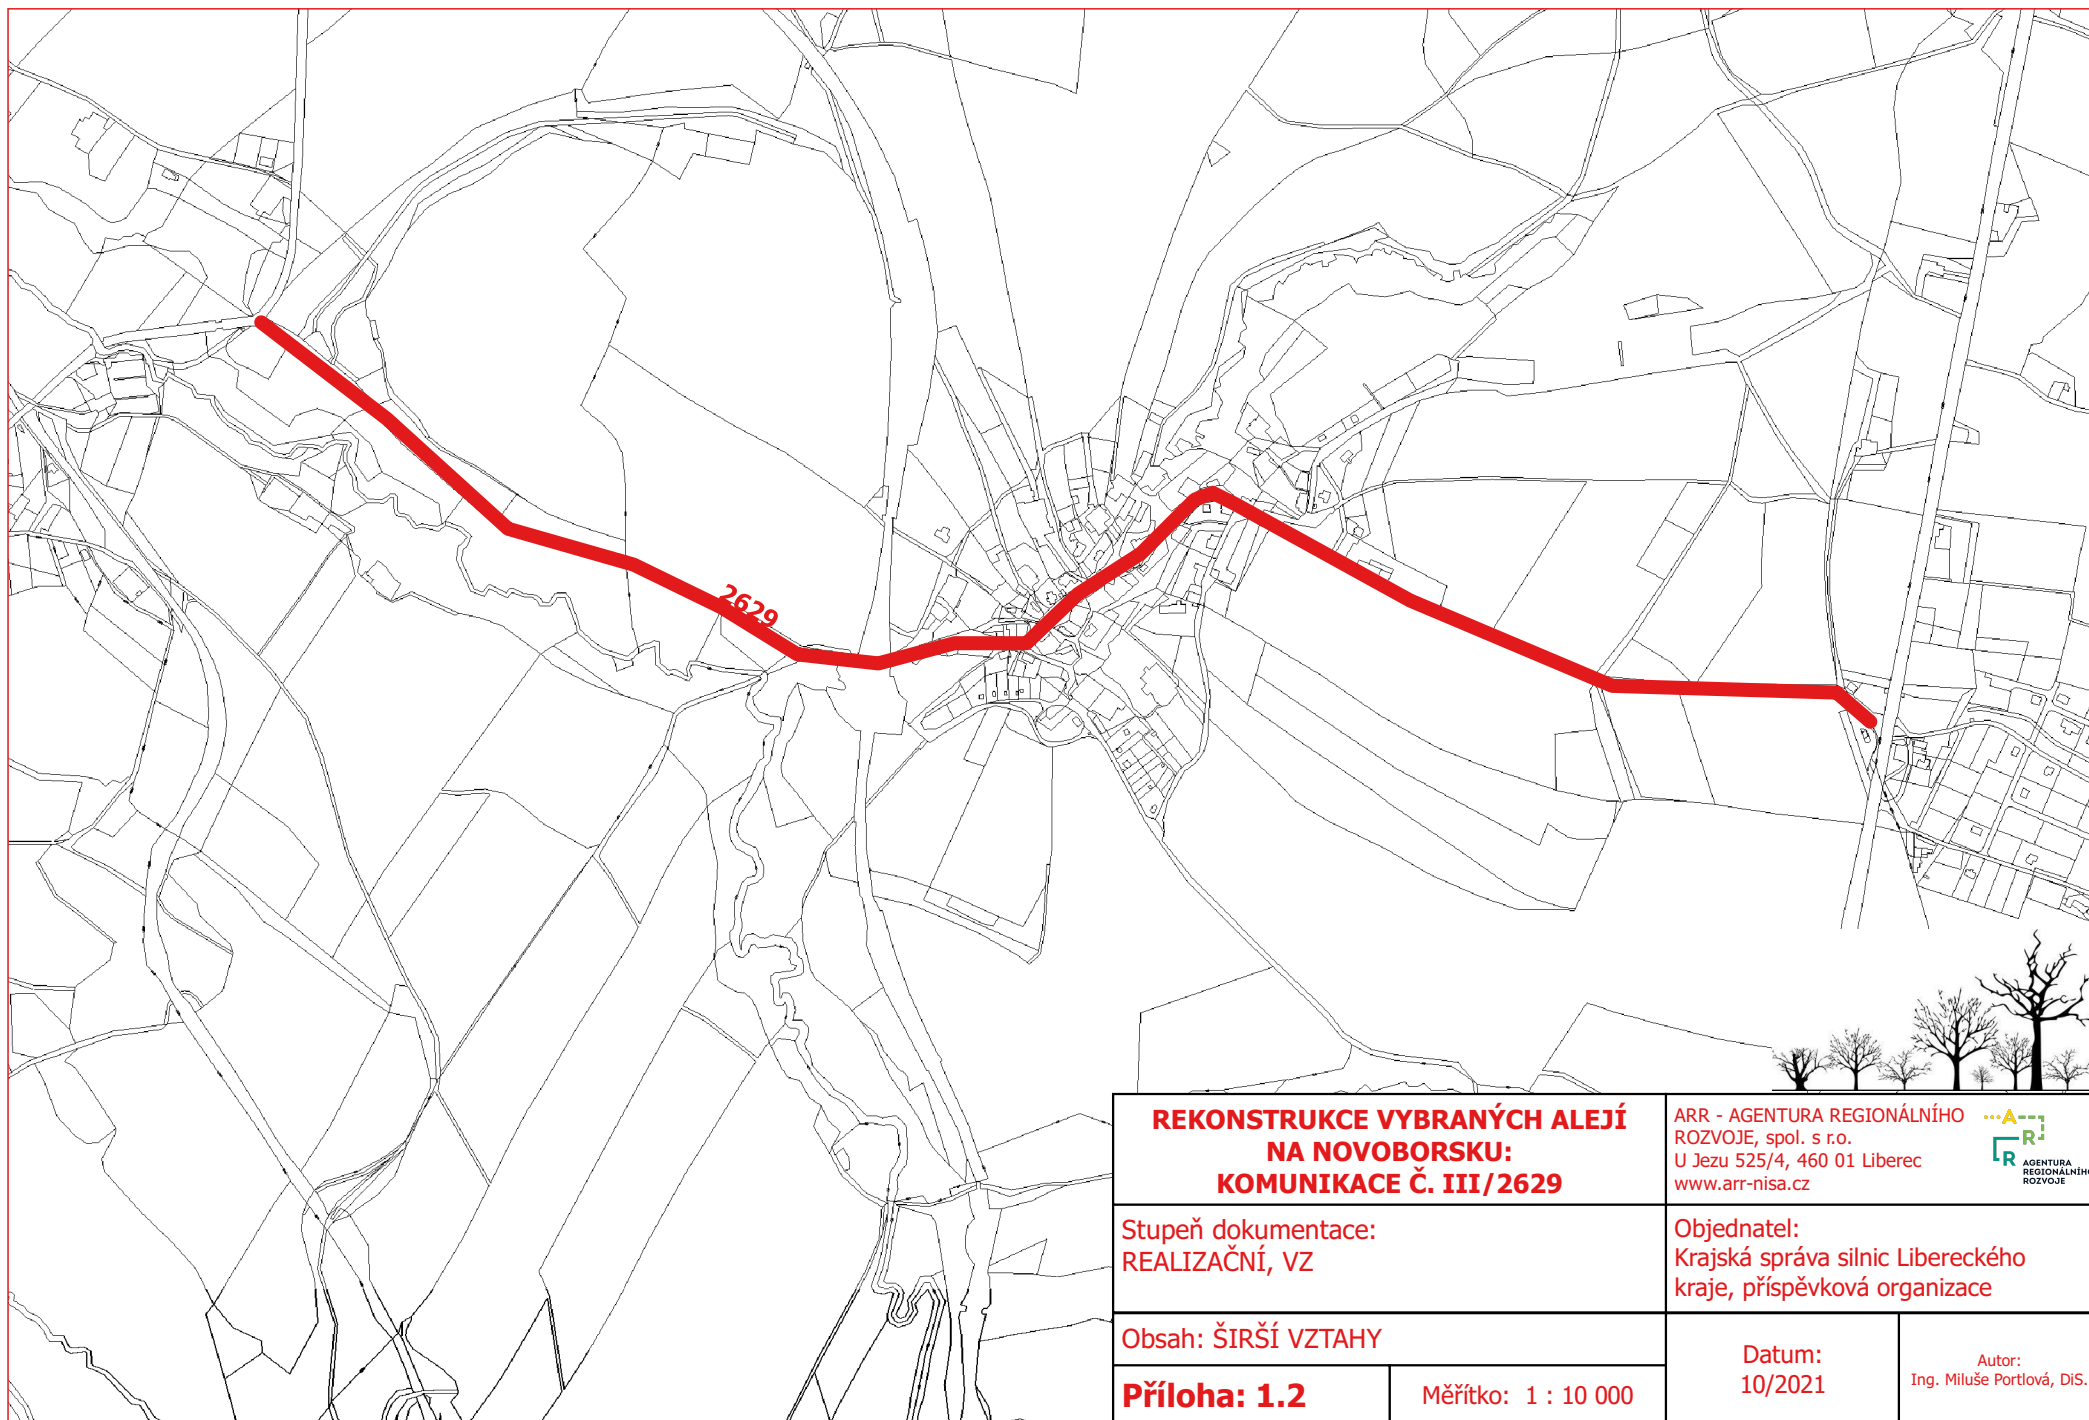 2629
REKONSTRUKCE VYBRANÝCH ALEJÍ
NA NOVOBORSKU:
KOMUNIKACE Č. III/2629
ARR - AGENTURA REGIONÁLNÍHO
ROZVOJE, spol. s r.o.
U Jezu 525/4, 460 01 Liberec
www.arr-nisa.cz
A
R
R
AGENTURA
REGIONÁLNÍHO
ROZVOJE
Stupeň dokumentace:
REALIZAČNÍ, VZ
Objednatel:
Krajská správa silnic Libereckého
kraje, příspěvková organizace
Obsah: ŠIRŠÍ VZTAHY
Příloha: 1.2
Měřítko: 1 : 10 000
Datum:
10/2021
Autor:
Ing. Miluše Portlová, DiS.